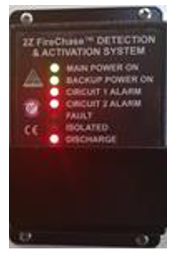 2Z FireChase™ DETECTION
& ACTIVATION SYSTEM
MAIN POWER ON
BACKUP POWER ON
CIRCUIT 1 ALARM
CIRCUIT 2 ALARM
FAULT
ISOLATED
DISCHARGE
CE